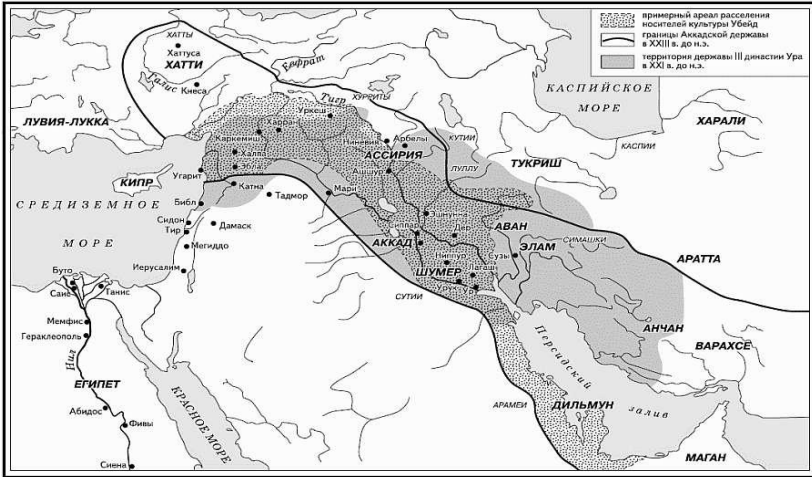 примерный ареал расселения
носителей культуры Убейд
границы Аккадской державы
в XXIII в. до н.э.
территория державы III династии Ура
в XXI в. до н.э.
ХАТТЫ
Хаттуса
ХАТТИ
Галис
Кнеса
Евфрат
КАСПИЙСКОЕ
МОРЕ
ЛУВИЯ-ЛУККА
Уркеш
Тигр
ХУРРИТЫ
Харран
Каркемиш
Ниневия
Арбелы
КУТИИ
ХАРАЛИ
КАСПИИ
Халпа
АССИРИЯ
Эбла
Ашшур
ЛУЛЛУ
ТУКРИШ
КИПР
Угарит
Катна
Мари
Тадмор
СРЕДИЗЕМНОЕ
МОРЕ
Библ
Сидон
Дамаск
Тир
Мегиддо
Эшнунна
Сиппар
Дер
АВАН
АККАД
ЭЛАМ
СИМАШКИ
Ниппур
Сузы
АРАТТА
Иерусалим
ШУМЕР
Лагаш
Урук
Ур
СУТИИ
Буто
Саис
Танис
Мемфис
Гераклеополь
Нил
Персидский
залив
АНЧАН
ВАРАХСЕ
ЕГИПЕТ
КРАСНОЕ МОРЕ
Абидос
Фивы
АРАМЕИ
ДИЛЬМУН
МАГАН
Сиена